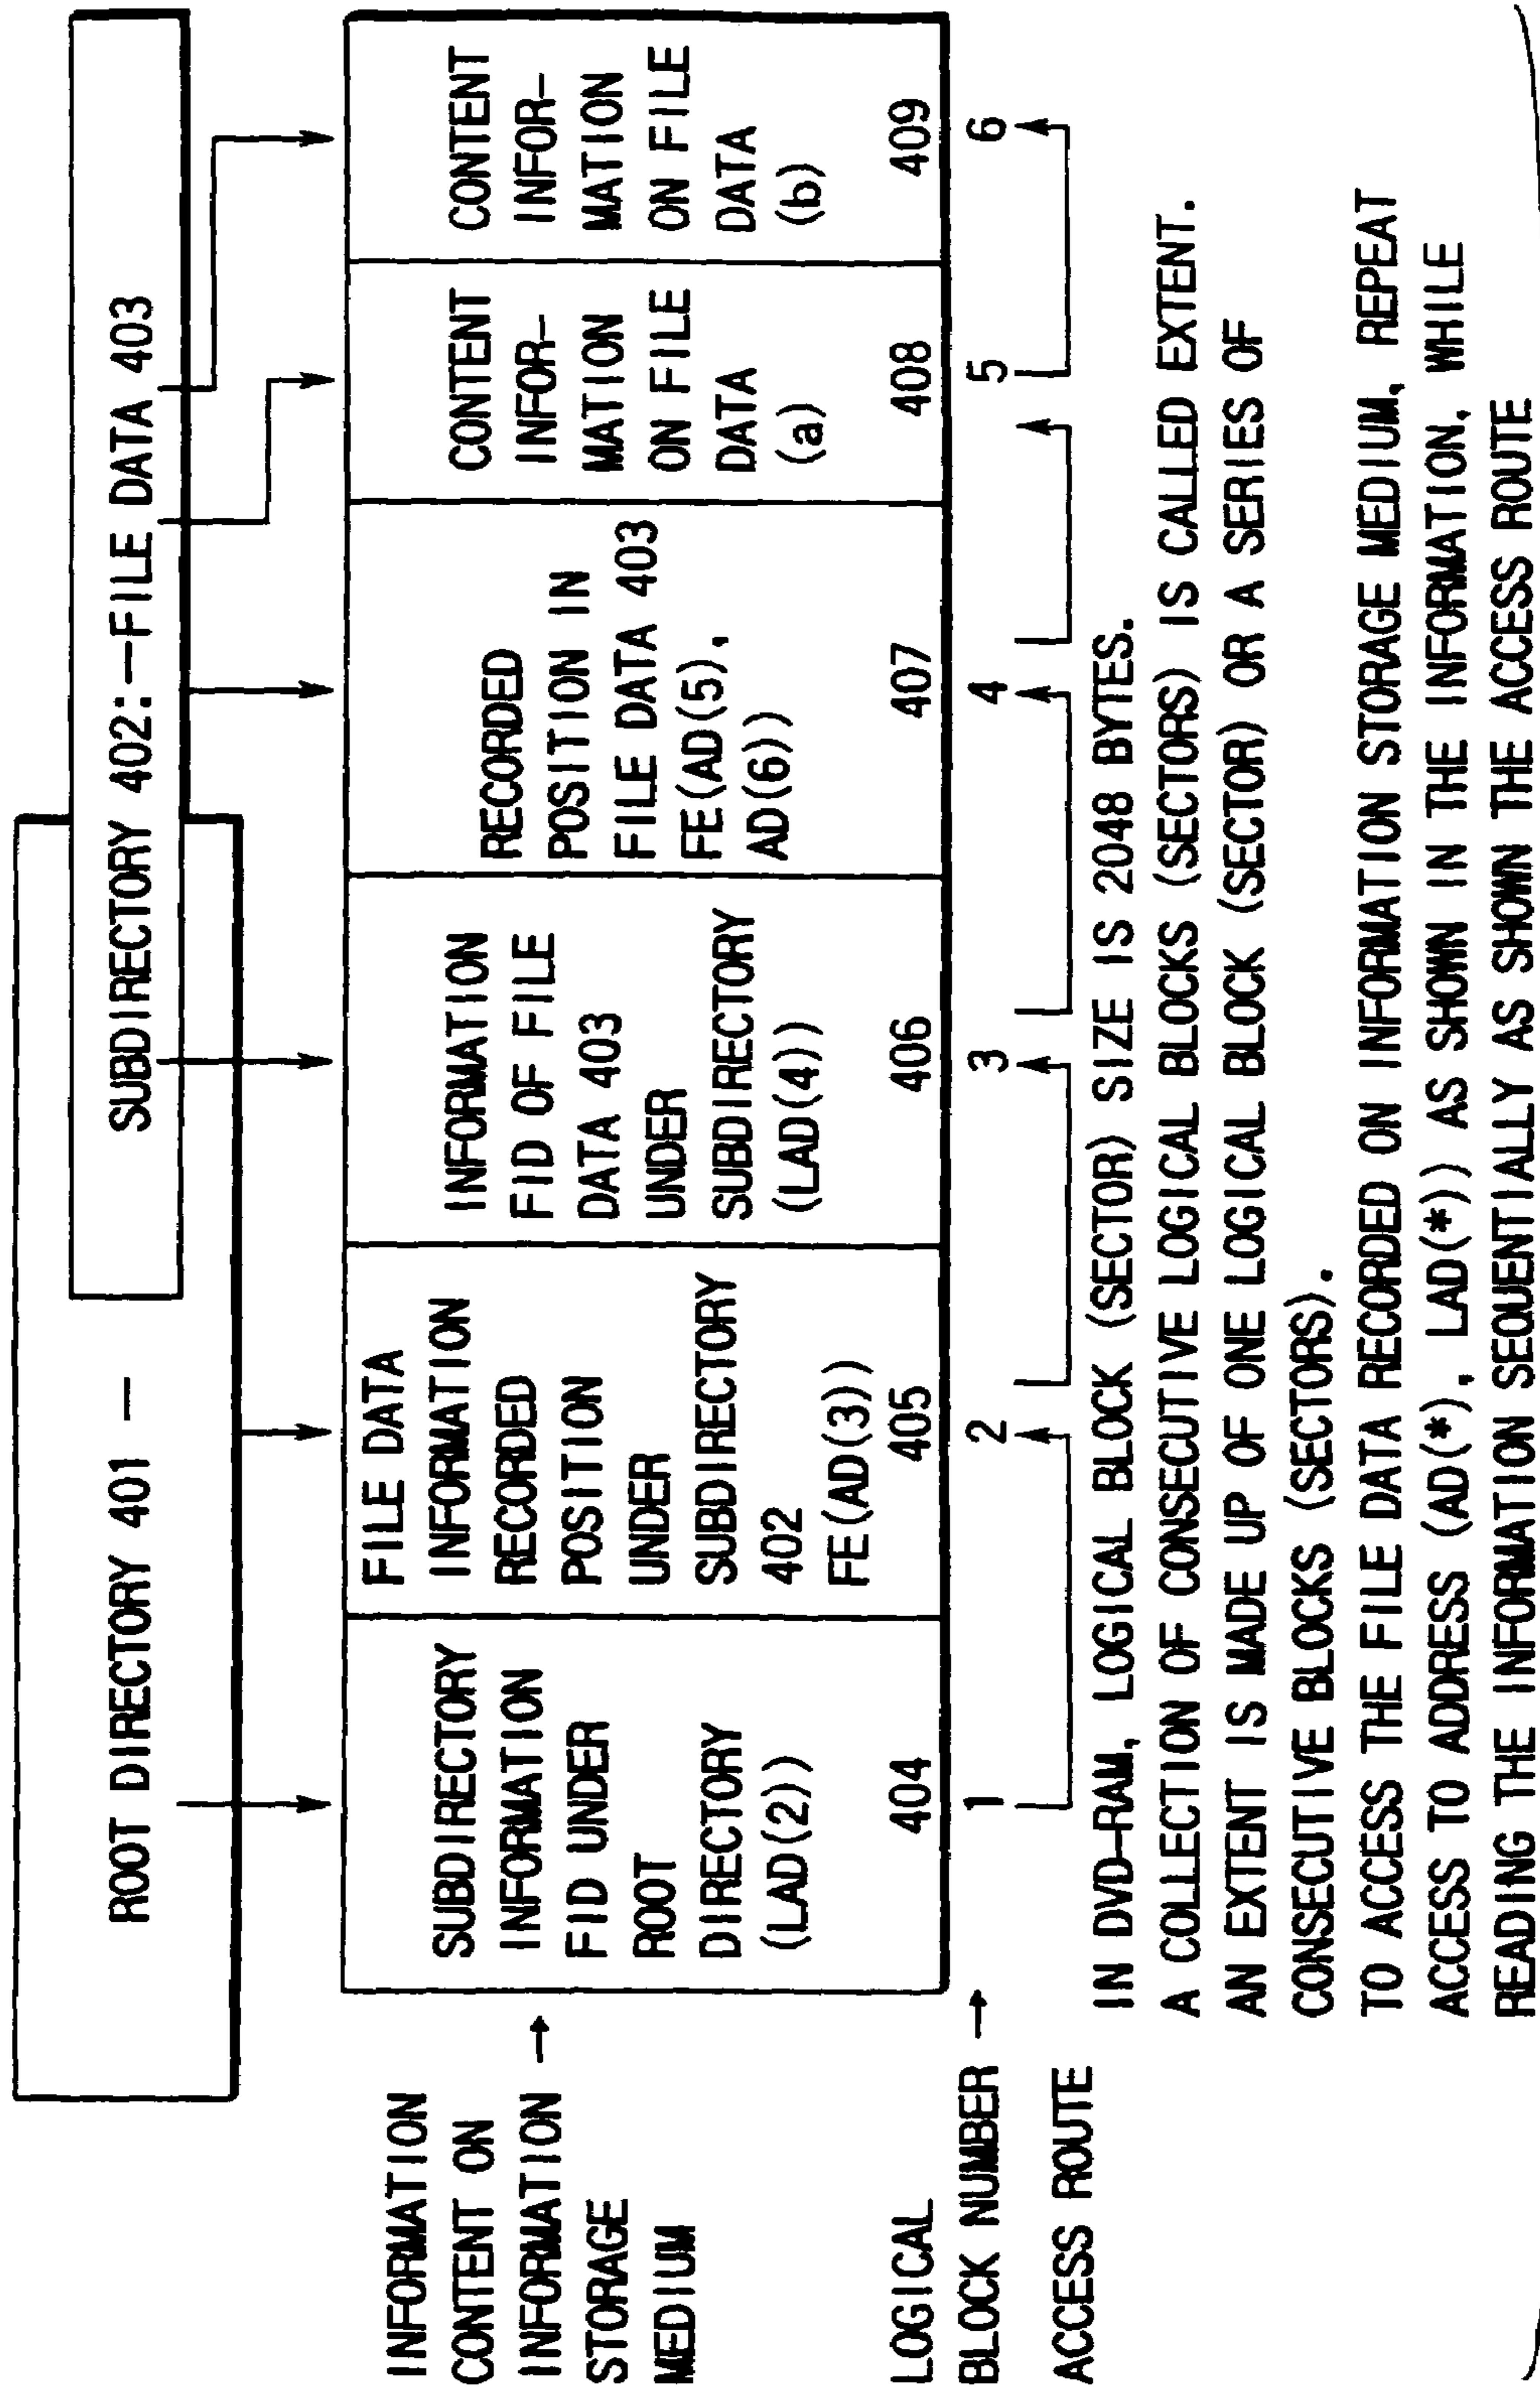 ROOT DIRECTORY 401 —
SUBDIRECTORY 402:—FILE DATA 403
INFORMATION
CONTENT ON
INFORMATION →
STORAGE
MEDIUM
SUBDIRECTORY
INFORMATION
FID UNDER
ROOT
DIRECTORY
(LAD(2))
404
FILE DATA
INFORMATION
RECORDED
POSITION
UNDER
SUBDIRECTORY
402
FE(AD(3))
405
INFORMATION
FID OF FILE
DATA 403
UNDER
SUBDIRECTORY
(LAD(4))
406
RECORDED
POSITION IN
FILE DATA 403
FE(AD(5),
AD(6))
407
CONTENT
INFOR–
MATION
ON FILE
DATA
(a)
408
CONTENT
INFOR–
MATION
ON FILE
DATA
(b)
409
LOGICAL
BLOCK NUMBER →
1 2 3 4 5 6
ACCESS ROUTE
IN DVD–RAM, LOGICAL BLOCK (SECTOR) SIZE IS 2048 BYTES.
A COLLECTION OF CONSECUTIVE LOGICAL BLOCKS (SECTORS) IS CALLED EXTENT.
AN EXTENT IS MADE UP OF ONE LOGICAL BLOCK (SECTOR) OR A SERIES OF
CONSECUTIVE BLOCKS (SECTORS).
TO ACCESS THE FILE DATA RECORDED ON INFORMATION STORAGE MEDIUM, REPEAT
ACCESS TO ADDRESS (AD(*), LAD(*)) AS SHOWN IN THE INFORMATION, WHILE
READING THE INFORMATION SEQUENTIALLY AS SHOWN THE ACCESS ROUTE